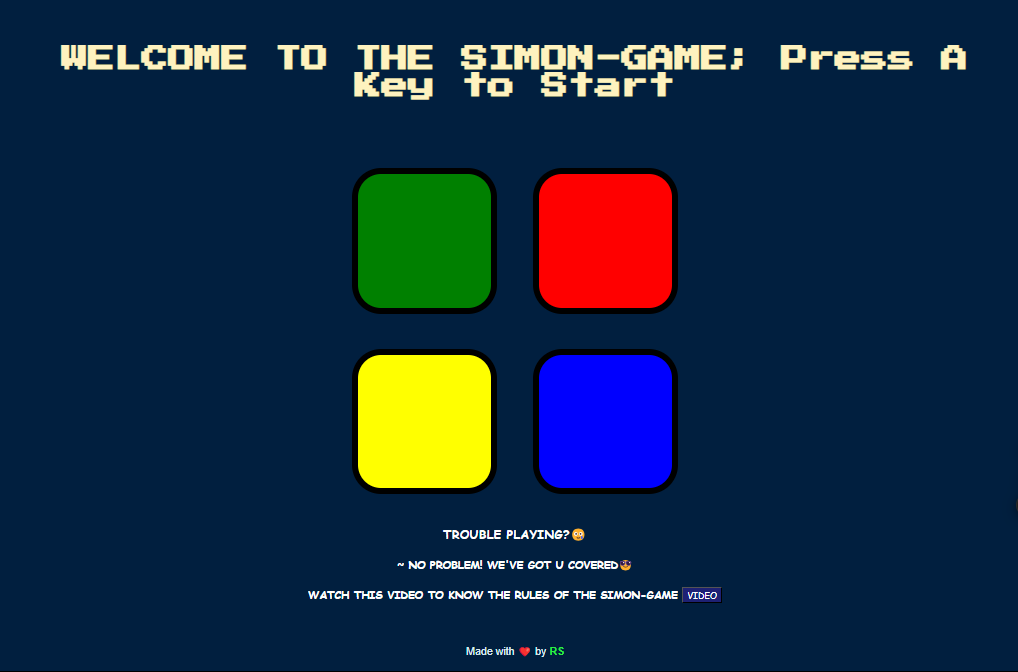 WELCOME TO THE SIMON-GAME; Press A
Key to Start
TROUBLE PLAYING?😳
~ NO PROBLEM! WE'VE GOT U COVERED😎
WATCH THIS VIDEO TO KNOW THE RULES OF THE SIMON-GAME VIDEO
Made with ❤️ by RS